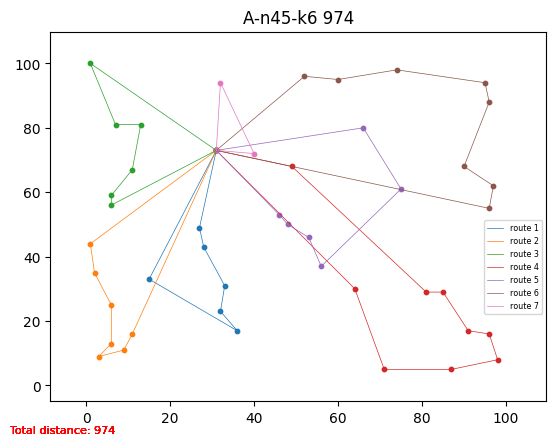 A-n45-k6 974
100
80
60
40
20
0
route 1
route 2
route 3
route 4
route 5
route 6
route 7
0 20 40 60 80 100
Total distance: 974